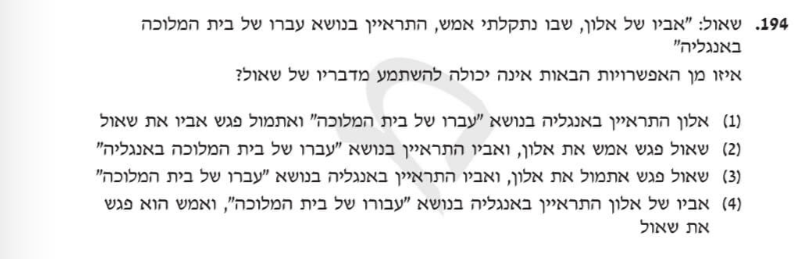 194. שאול: "אביו של אלון, שבו נתקלתי אמש, התראיין בנושא עברו של בית המלוכה
באנגליה"
איזו מן האפשרויות הבאות אינה יכולה להשתמע מדבריו של שאול?
(1) אלון התראיין באנגליה בנושא "עברו של בית המלוכה" ואתמול פגש אביו את שאול
(2) שאול פגש אמש את אלון, ואביו התראיין בנושא "עברו של בית המלוכה באנגליה"
(3) שאול פגש אתמול את אלון, ואביו התראיין באנגליה בנושא "עברו של בית המלוכה"
(4) אביו של אלון התראיין באנגליה בנושא "עבורו של בית המלוכה", ואמש הוא פגש
את שאול